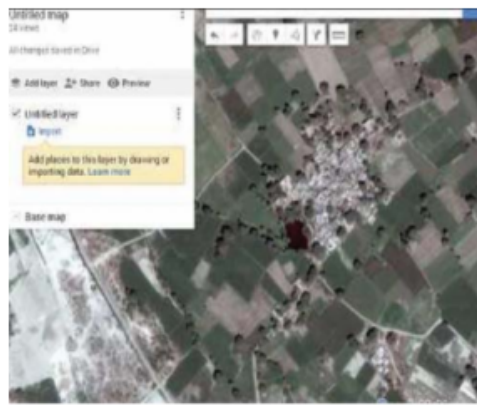 Untitled map
All changes saved in Drive
Add layer Share Preview
Untitled layer
Import
Add places to this layer by drawing or
importing data. Learn more
Base map